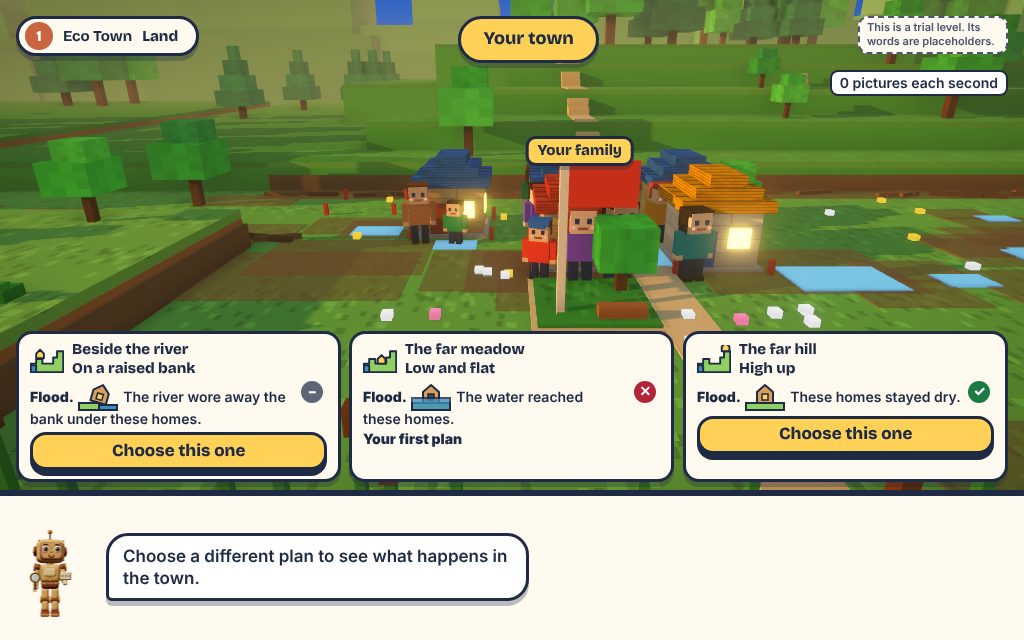 1 Eco Town Land
Your town
This is a trial level. Its
words are placeholders.
0 pictures each second
Your family
Beside the river
On a raised bank
Flood. The river wore away the
bank under these homes.
Choose this one
The far meadow
Low and flat
Flood. The water reached
these homes.
Your first plan
The far hill
High up
Flood. These homes stayed dry.
Choose this one
Choose a different plan to see what happens in
the town.